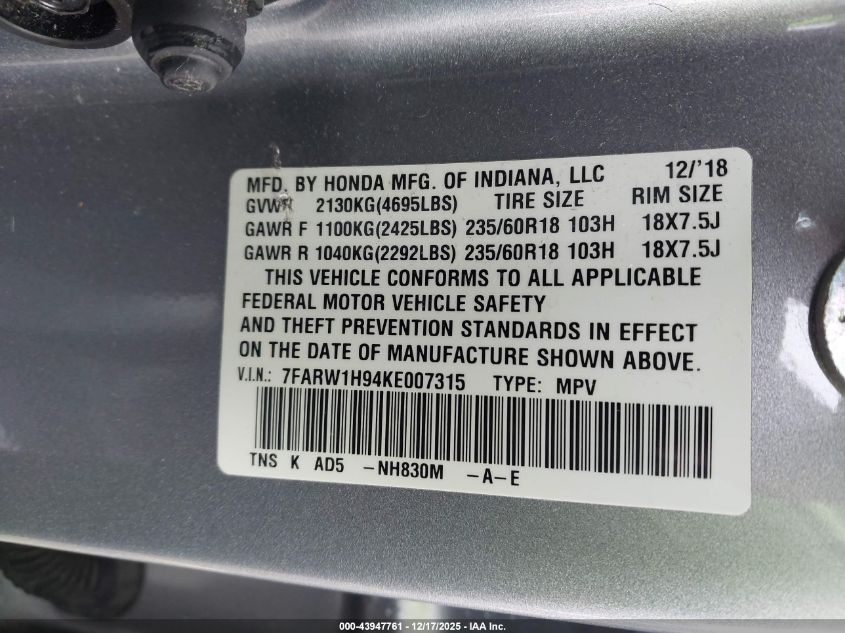 MFD. BY HONDA MFG. OF INDIANA, LLC 12/'18
GVWR 2130KG(4695LBS) TIRE SIZE RIM SIZE
GAWR F 1100KG(2425LBS) 235/60R18 103H 18X7.5J
GAWR R 1040KG(2292LBS) 235/60R18 103H 18X7.5J
THIS VEHICLE CONFORMS TO ALL APPLICABLE
FEDERAL MOTOR VEHICLE SAFETY
AND THEFT PREVENTION STANDARDS IN EFFECT
ON THE DATE OF MANUFACTURE SHOWN ABOVE.
V.I.N.: 7FARW1H94KE007315 TYPE: MPV
TNS K AD5 -NH830M -A-E
000-43947761 - 12/17/2025 - IAA Inc.